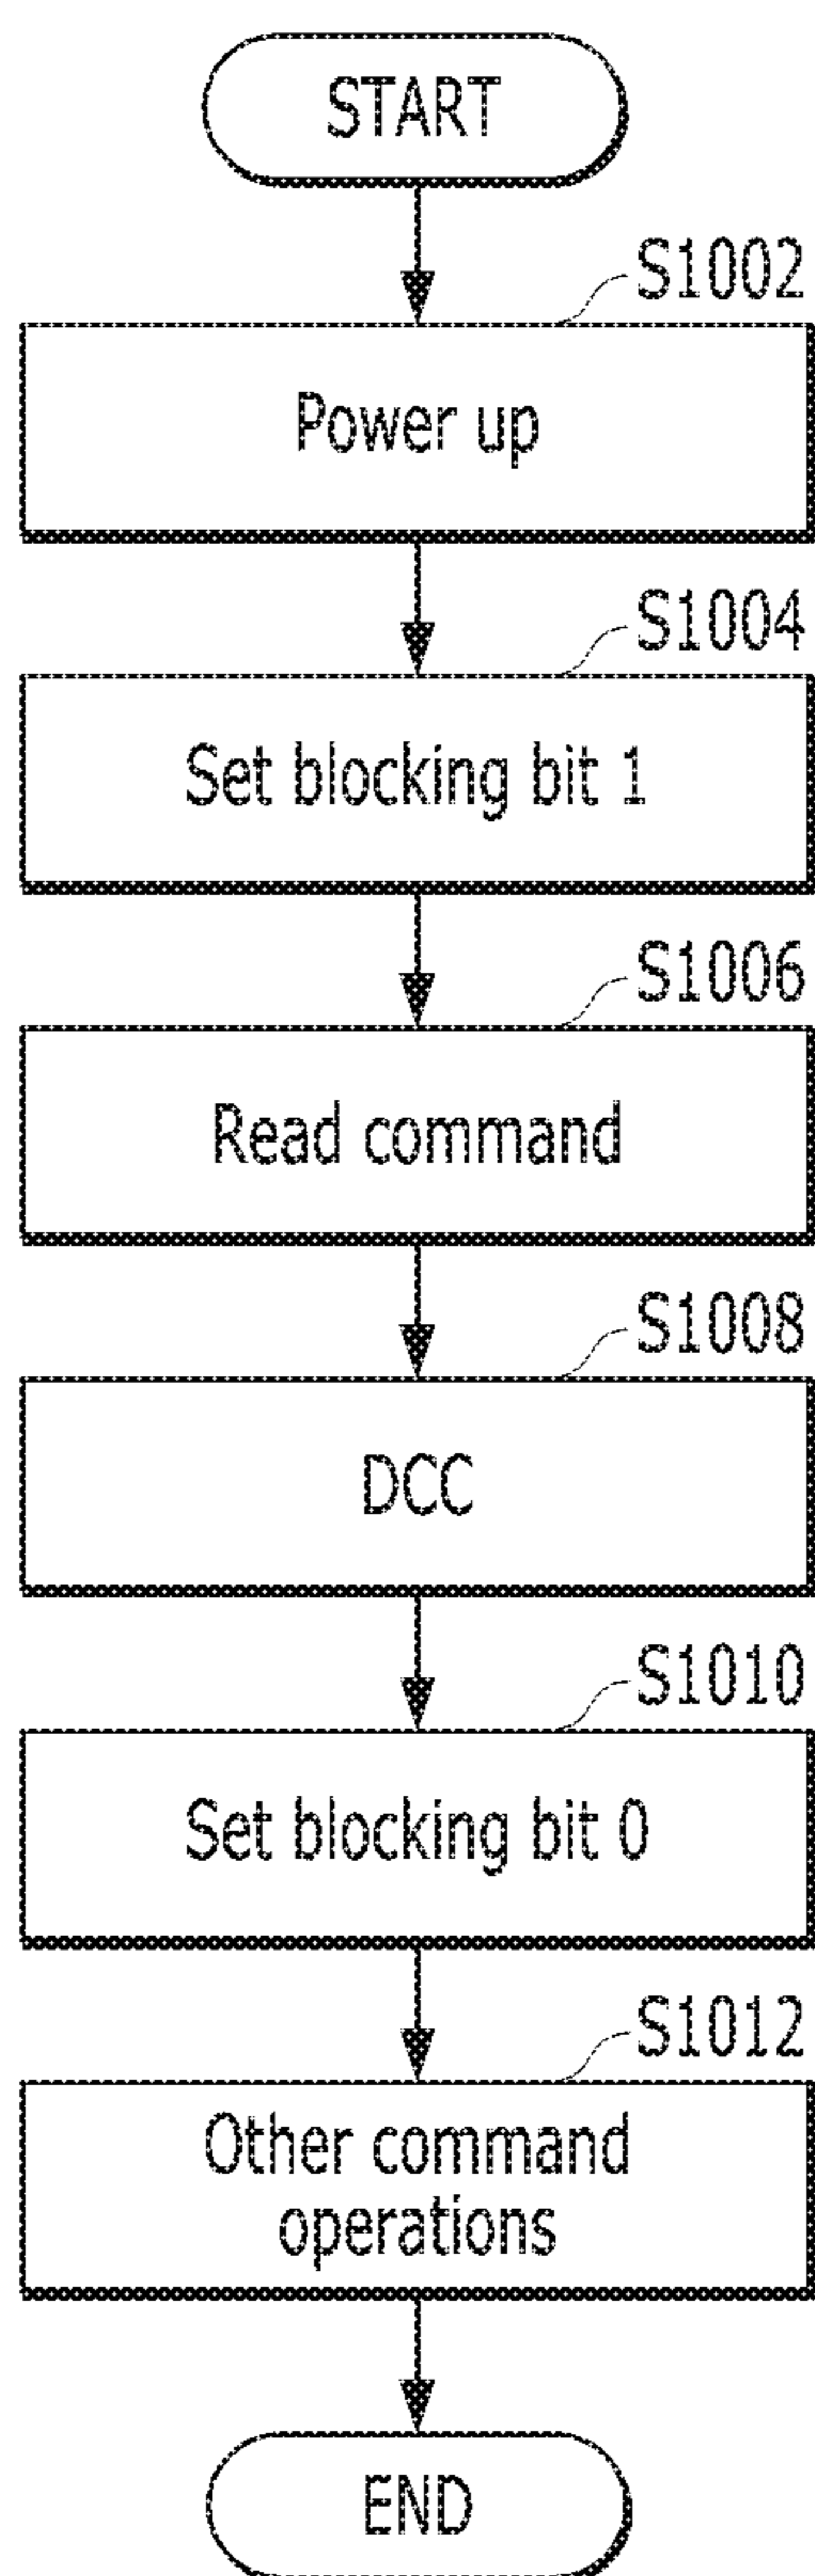 START
S1002
Power up
S1004
Set blocking bit 1
S1006
Read command
S1008
DCC
S1010
Set blocking bit 0
S1012
Other command
operations
END